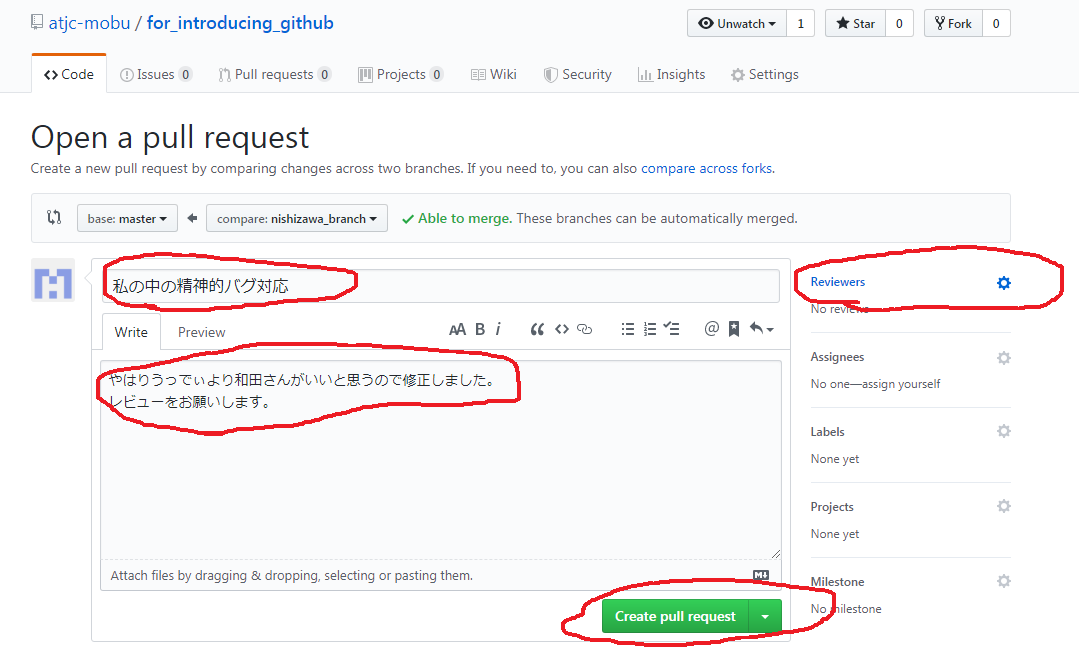 atjc-mobu / for_introducing_github
Unwatch 1 Star 0 Fork 0
Code Issues 0 Pull requests 0 Projects 0 Wiki Security Insights Settings
Open a pull request
Create a new pull request by comparing changes across two branches. If you need to, you can also compare across forks.
base: master compare: nishizawa_branch Able to merge. These branches can be automatically merged.
私の中の精神的バグ対応
Write Preview
AA B i
やはりうっでぃより和田さんがいいと思うので修正しました。
レビューをお願いします。
Attach files by dragging & dropping, selecting or pasting them.
Create pull request
Reviewers
No reviews
Assignees
No one—assign yourself
Labels
None yet
Projects
None yet
Milestone
No milestone